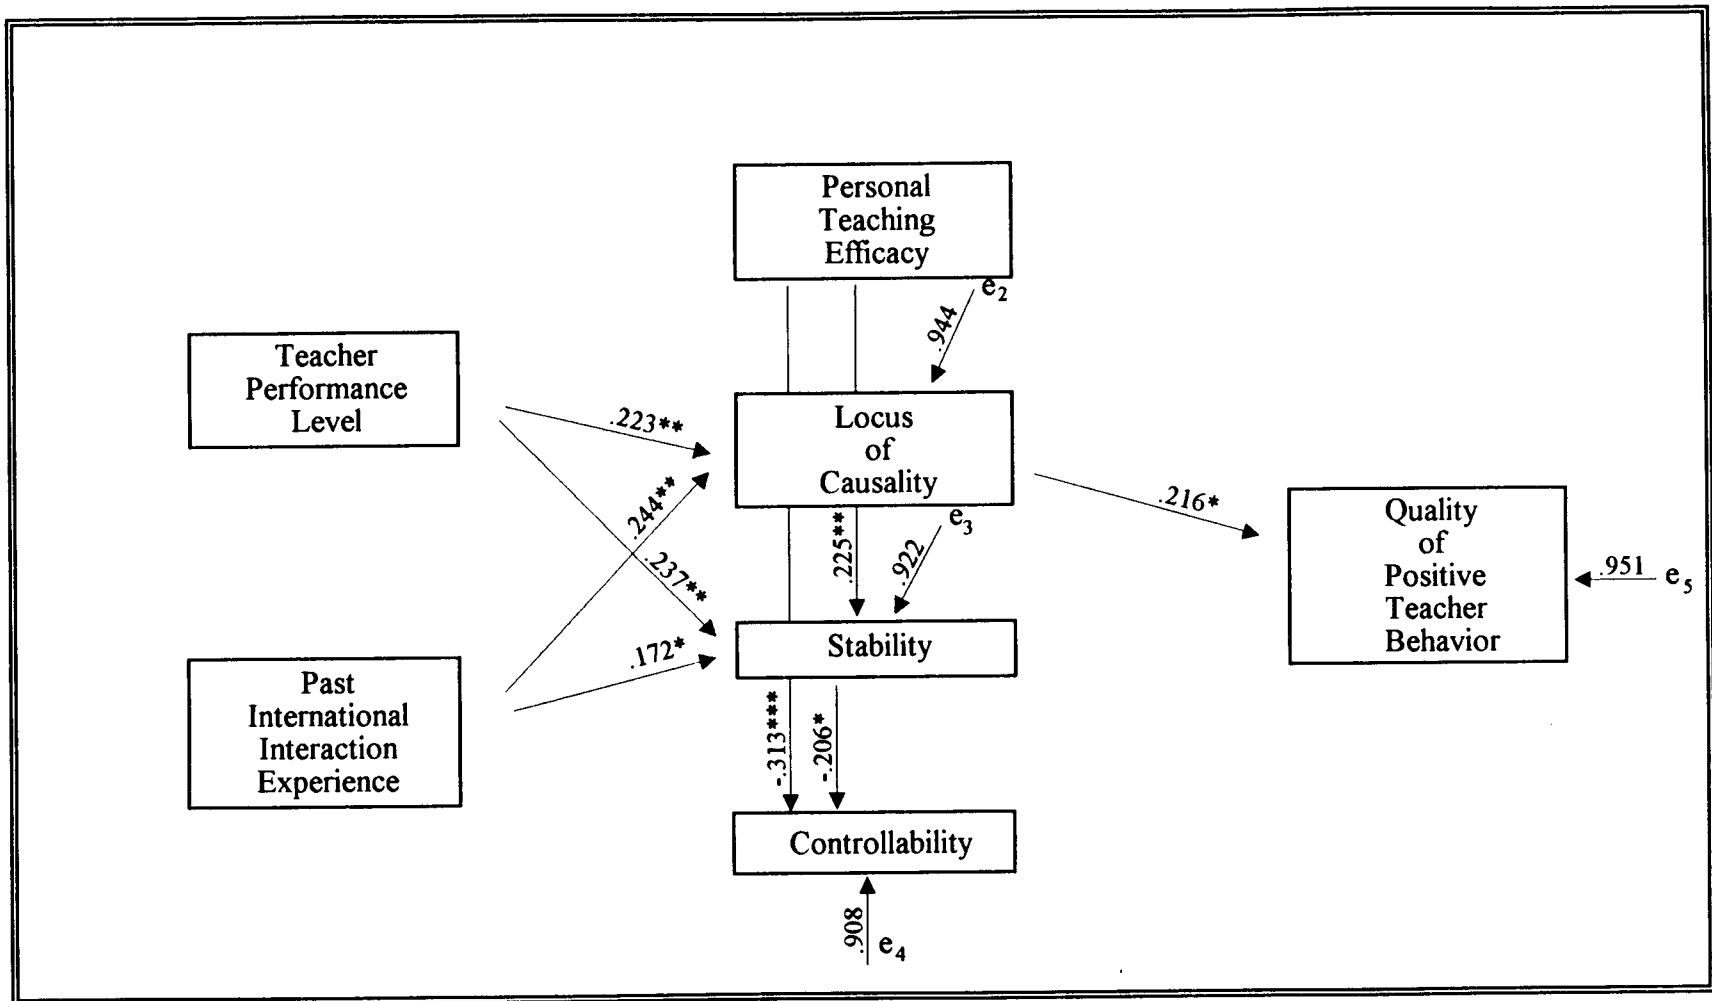 Personal
Teaching
Efficacy
e2
.944
Teacher
Performance
Level
.223**
Locus
of
Causality
.244**
.237**
.225**
e3
.922
.216*
Quality
of
Positive
Teacher
Behavior
.951
e5
.172*
Stability
Past
International
Interaction
Experience
-.313***
-.206*
Controllability
.908
e4